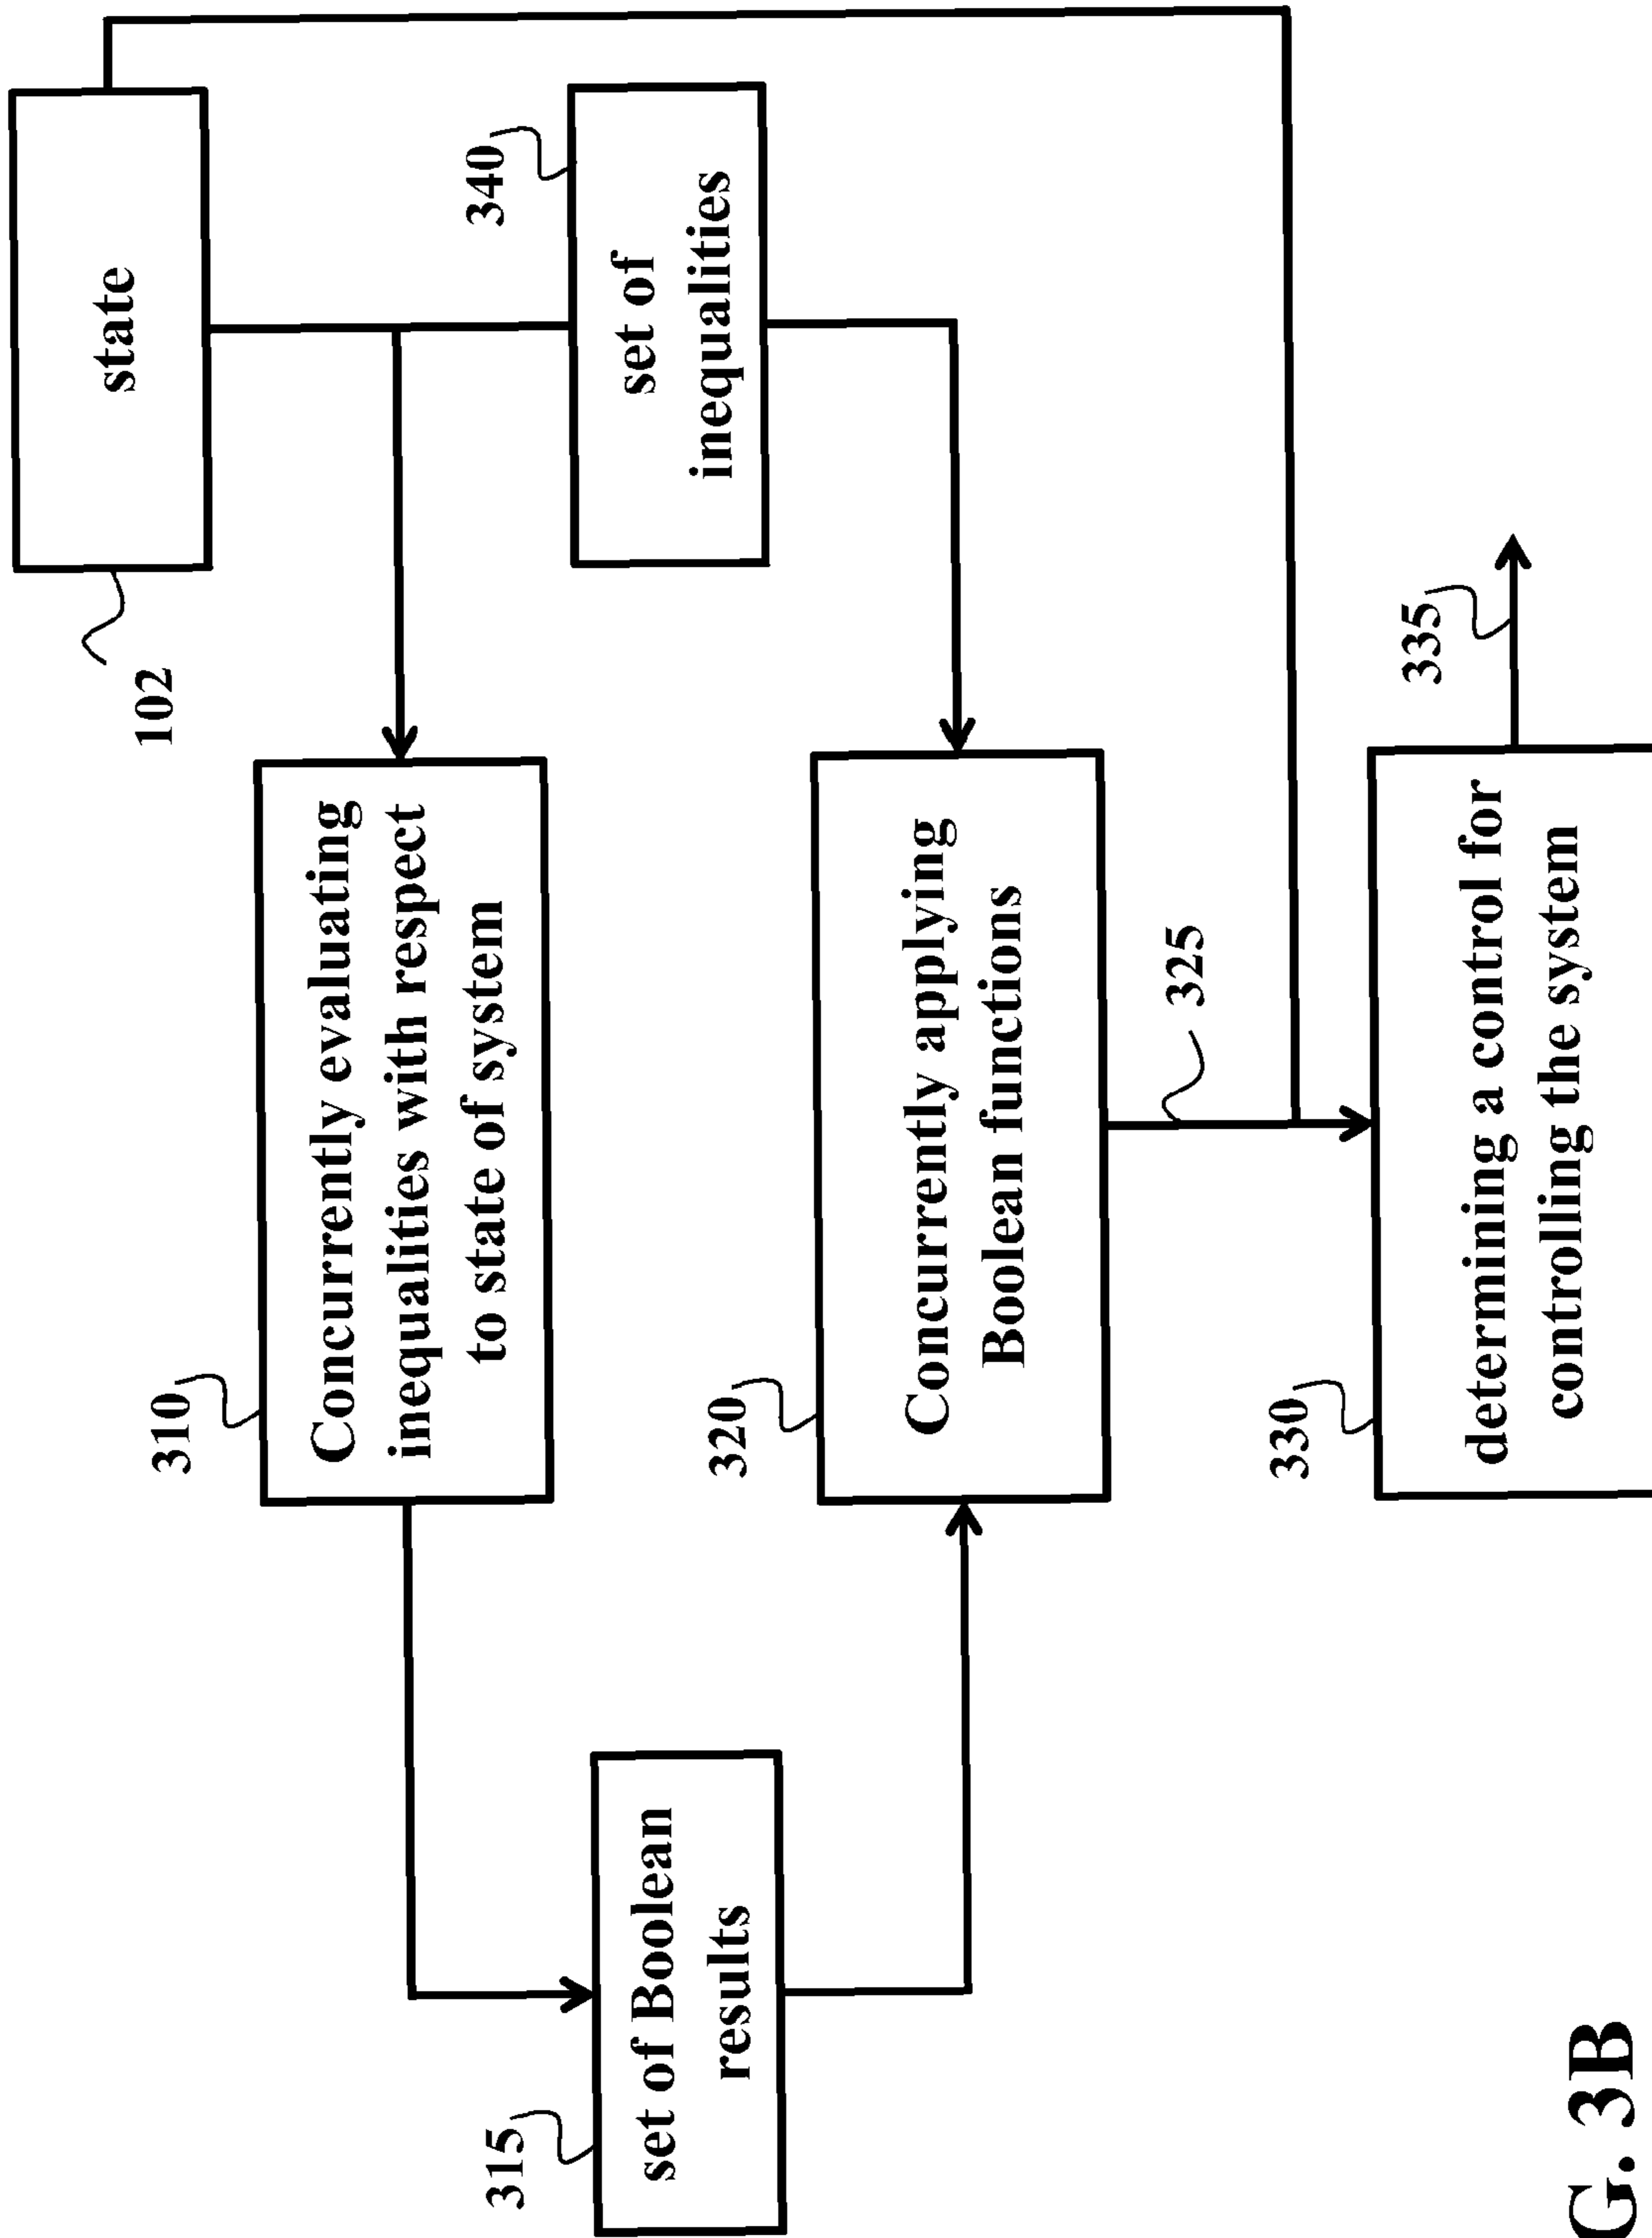 102
state
310
Concurrently evaluating
inequalities with respect
to state of system
340
set of
inequalities
315
set of Boolean
results
320
Concurrently applying
Boolean functions
325
330
determining a control for
controlling the system
335
G. 3B